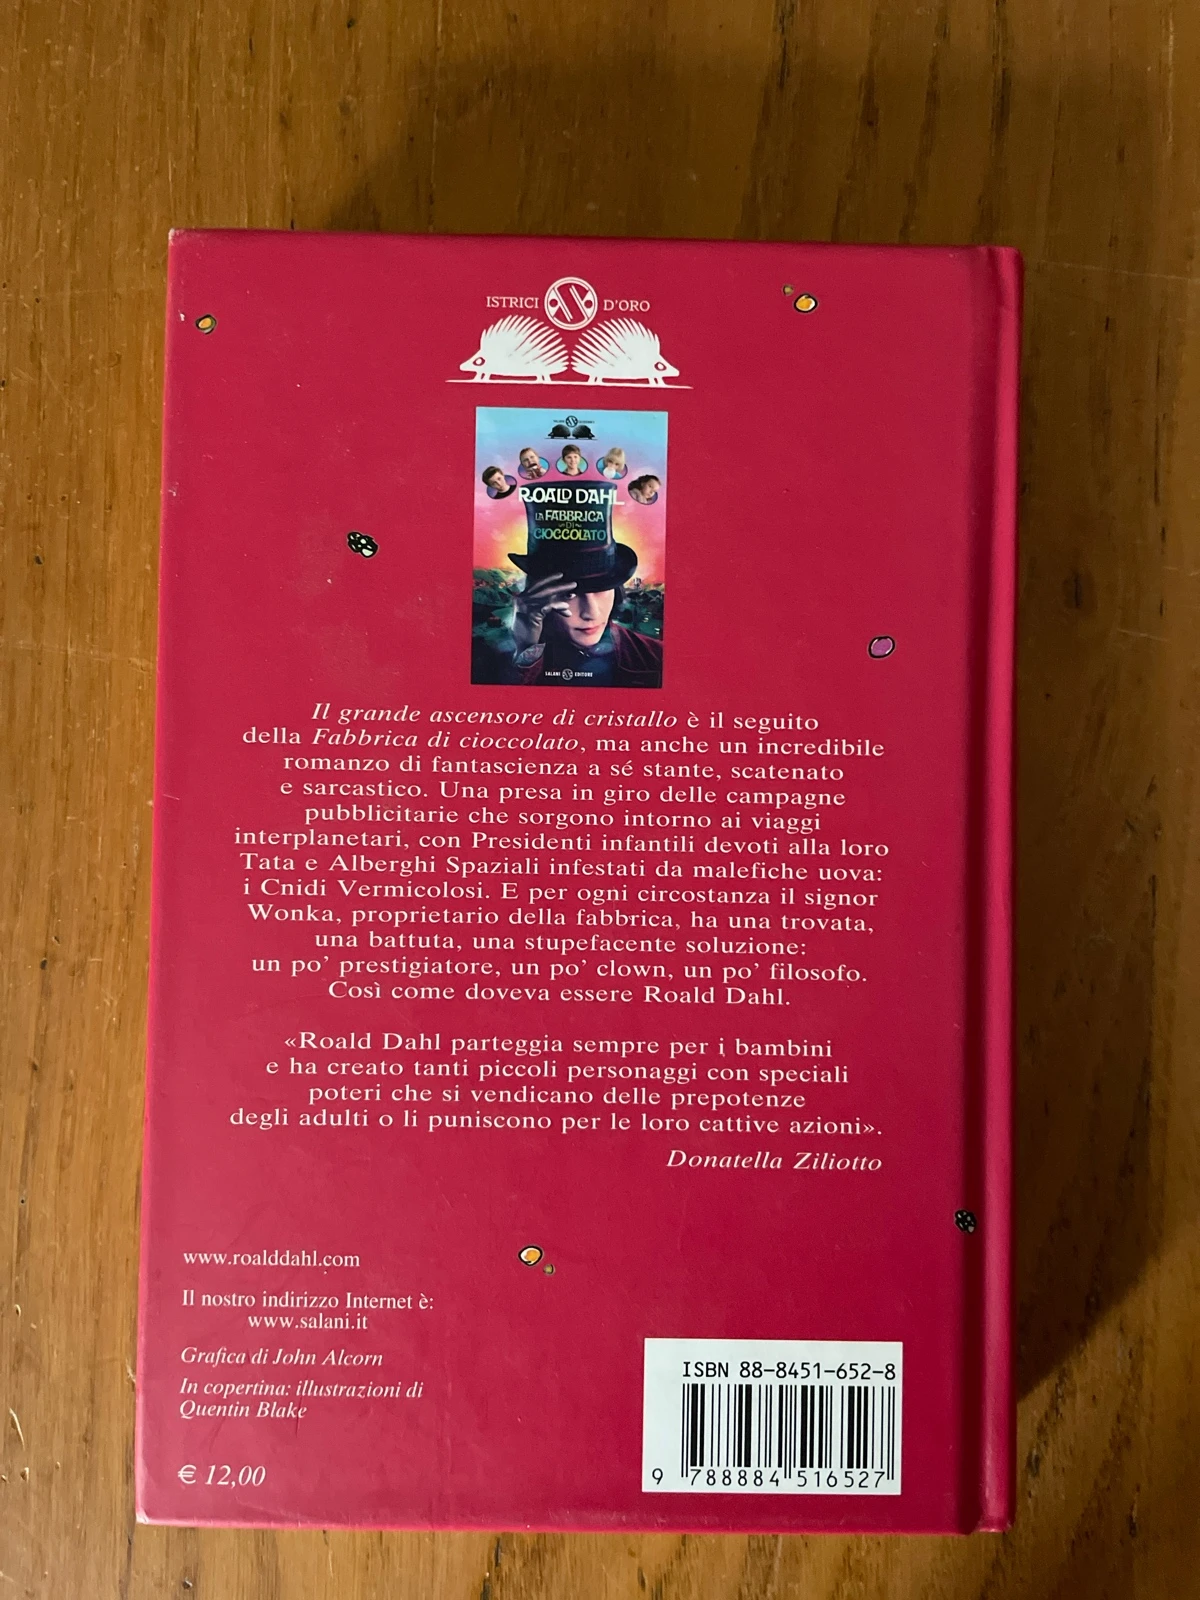 ISTRICI D'ORO
ROALD DAHL
LA FABBRICA
DI
CIOCCOLATO
SALANI EDITORE
Il grande ascensore di cristallo è il seguito
della Fabbrica di cioccolato, ma anche un incredibile
romanzo di fantascienza a sé stante, scatenato
e sarcastico. Una presa in giro delle campagne
pubblicitarie che sorgono intorno ai viaggi
interplanetari, con Presidenti infantili devoti alla loro
Tata e Alberghi Spaziali infestati da malefiche uova:
i Cnidi Vermicolosi. E per ogni circostanza il signor
Wonka, proprietario della fabbrica, ha una trovata,
una battuta, una stupefacente soluzione:
un po' prestigiatore, un po' clown, un po' filosofo.
Così come doveva essere Roald Dahl.
«Roald Dahl parteggia sempre per i bambini
e ha creato tanti piccoli personaggi con speciali
poteri che si vendicano delle prepotenze
degli adulti o li puniscono per le loro cattive azioni».
Donatella Ziliotto
www.roalddahl.com
Il nostro indirizzo Internet è:
www.salani.it
Grafica di John Alcorn
In copertina: illustrazioni di
Quentin Blake
€ 12,00
ISBN 88-8451-652-8
9 788884 516527